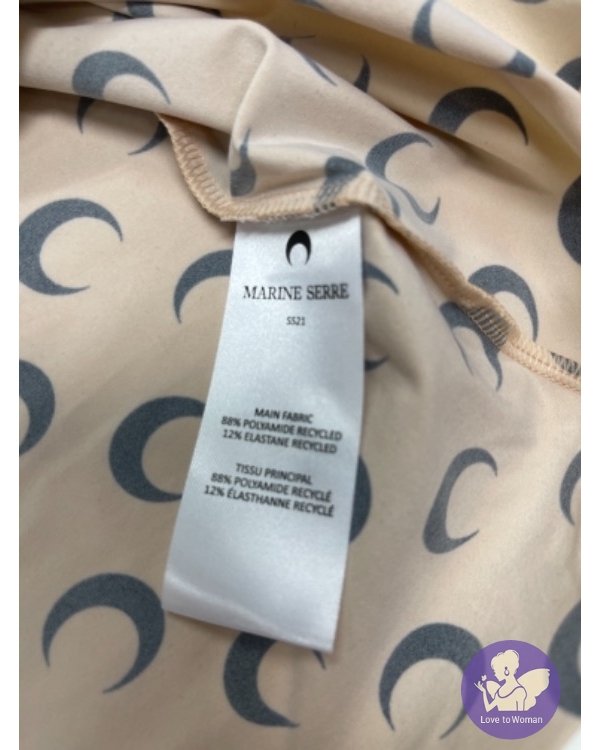 MARINE SERRE
SS21
MAIN FABRIC
88% POLYAMIDE RECYCLED
12% ELASTANE RECYCLED
TISSU PRINCIPAL
88% POLYAMIDE RECYCLÉ
12% ÉLASTHANNE RECYCLÉ
Love to Woman